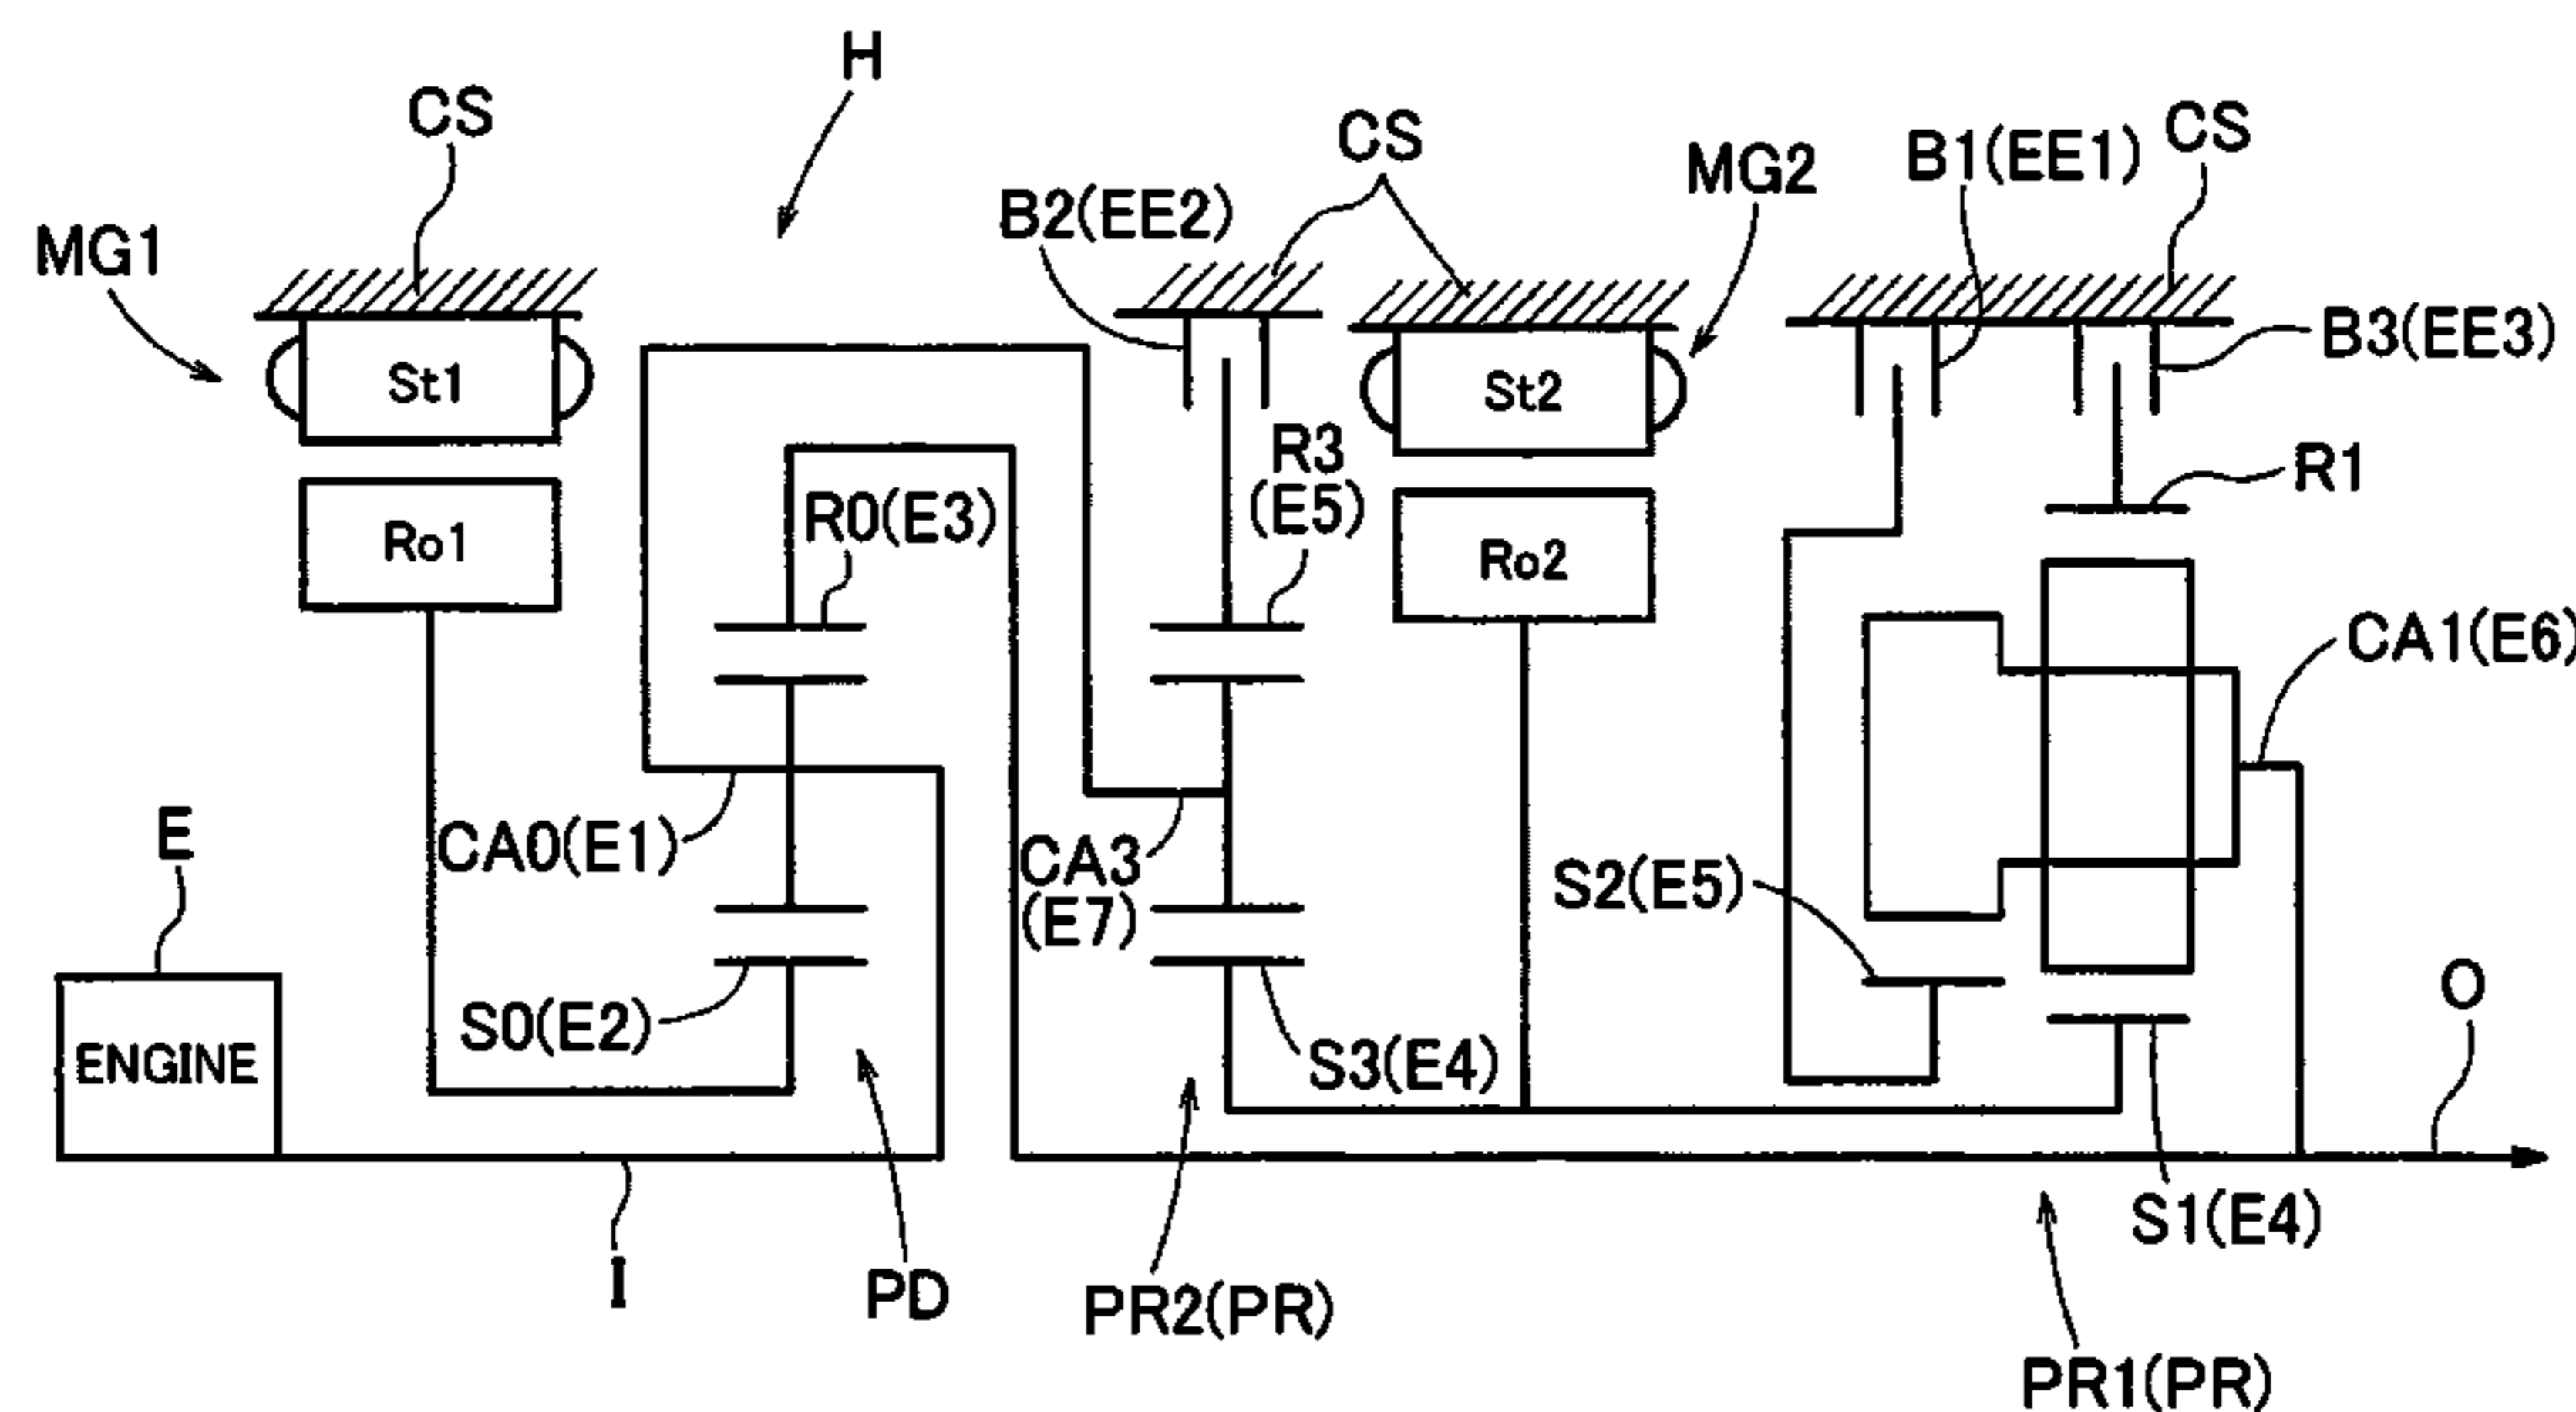 H
CS
CS
MG2
B1(EE1)
CS
B2(EE2)
MG1
B3(EE3)
St1
St2
R3
(E5)
R1
R0(E3)
Ro1
Ro2
CA1(E6)
E
CA0(E1)
CA3
(E7)
S2(E5)
ENGINE
S0(E2)
S3(E4)
O
S1(E4)
I
PD
PR2(PR)
PR1(PR)